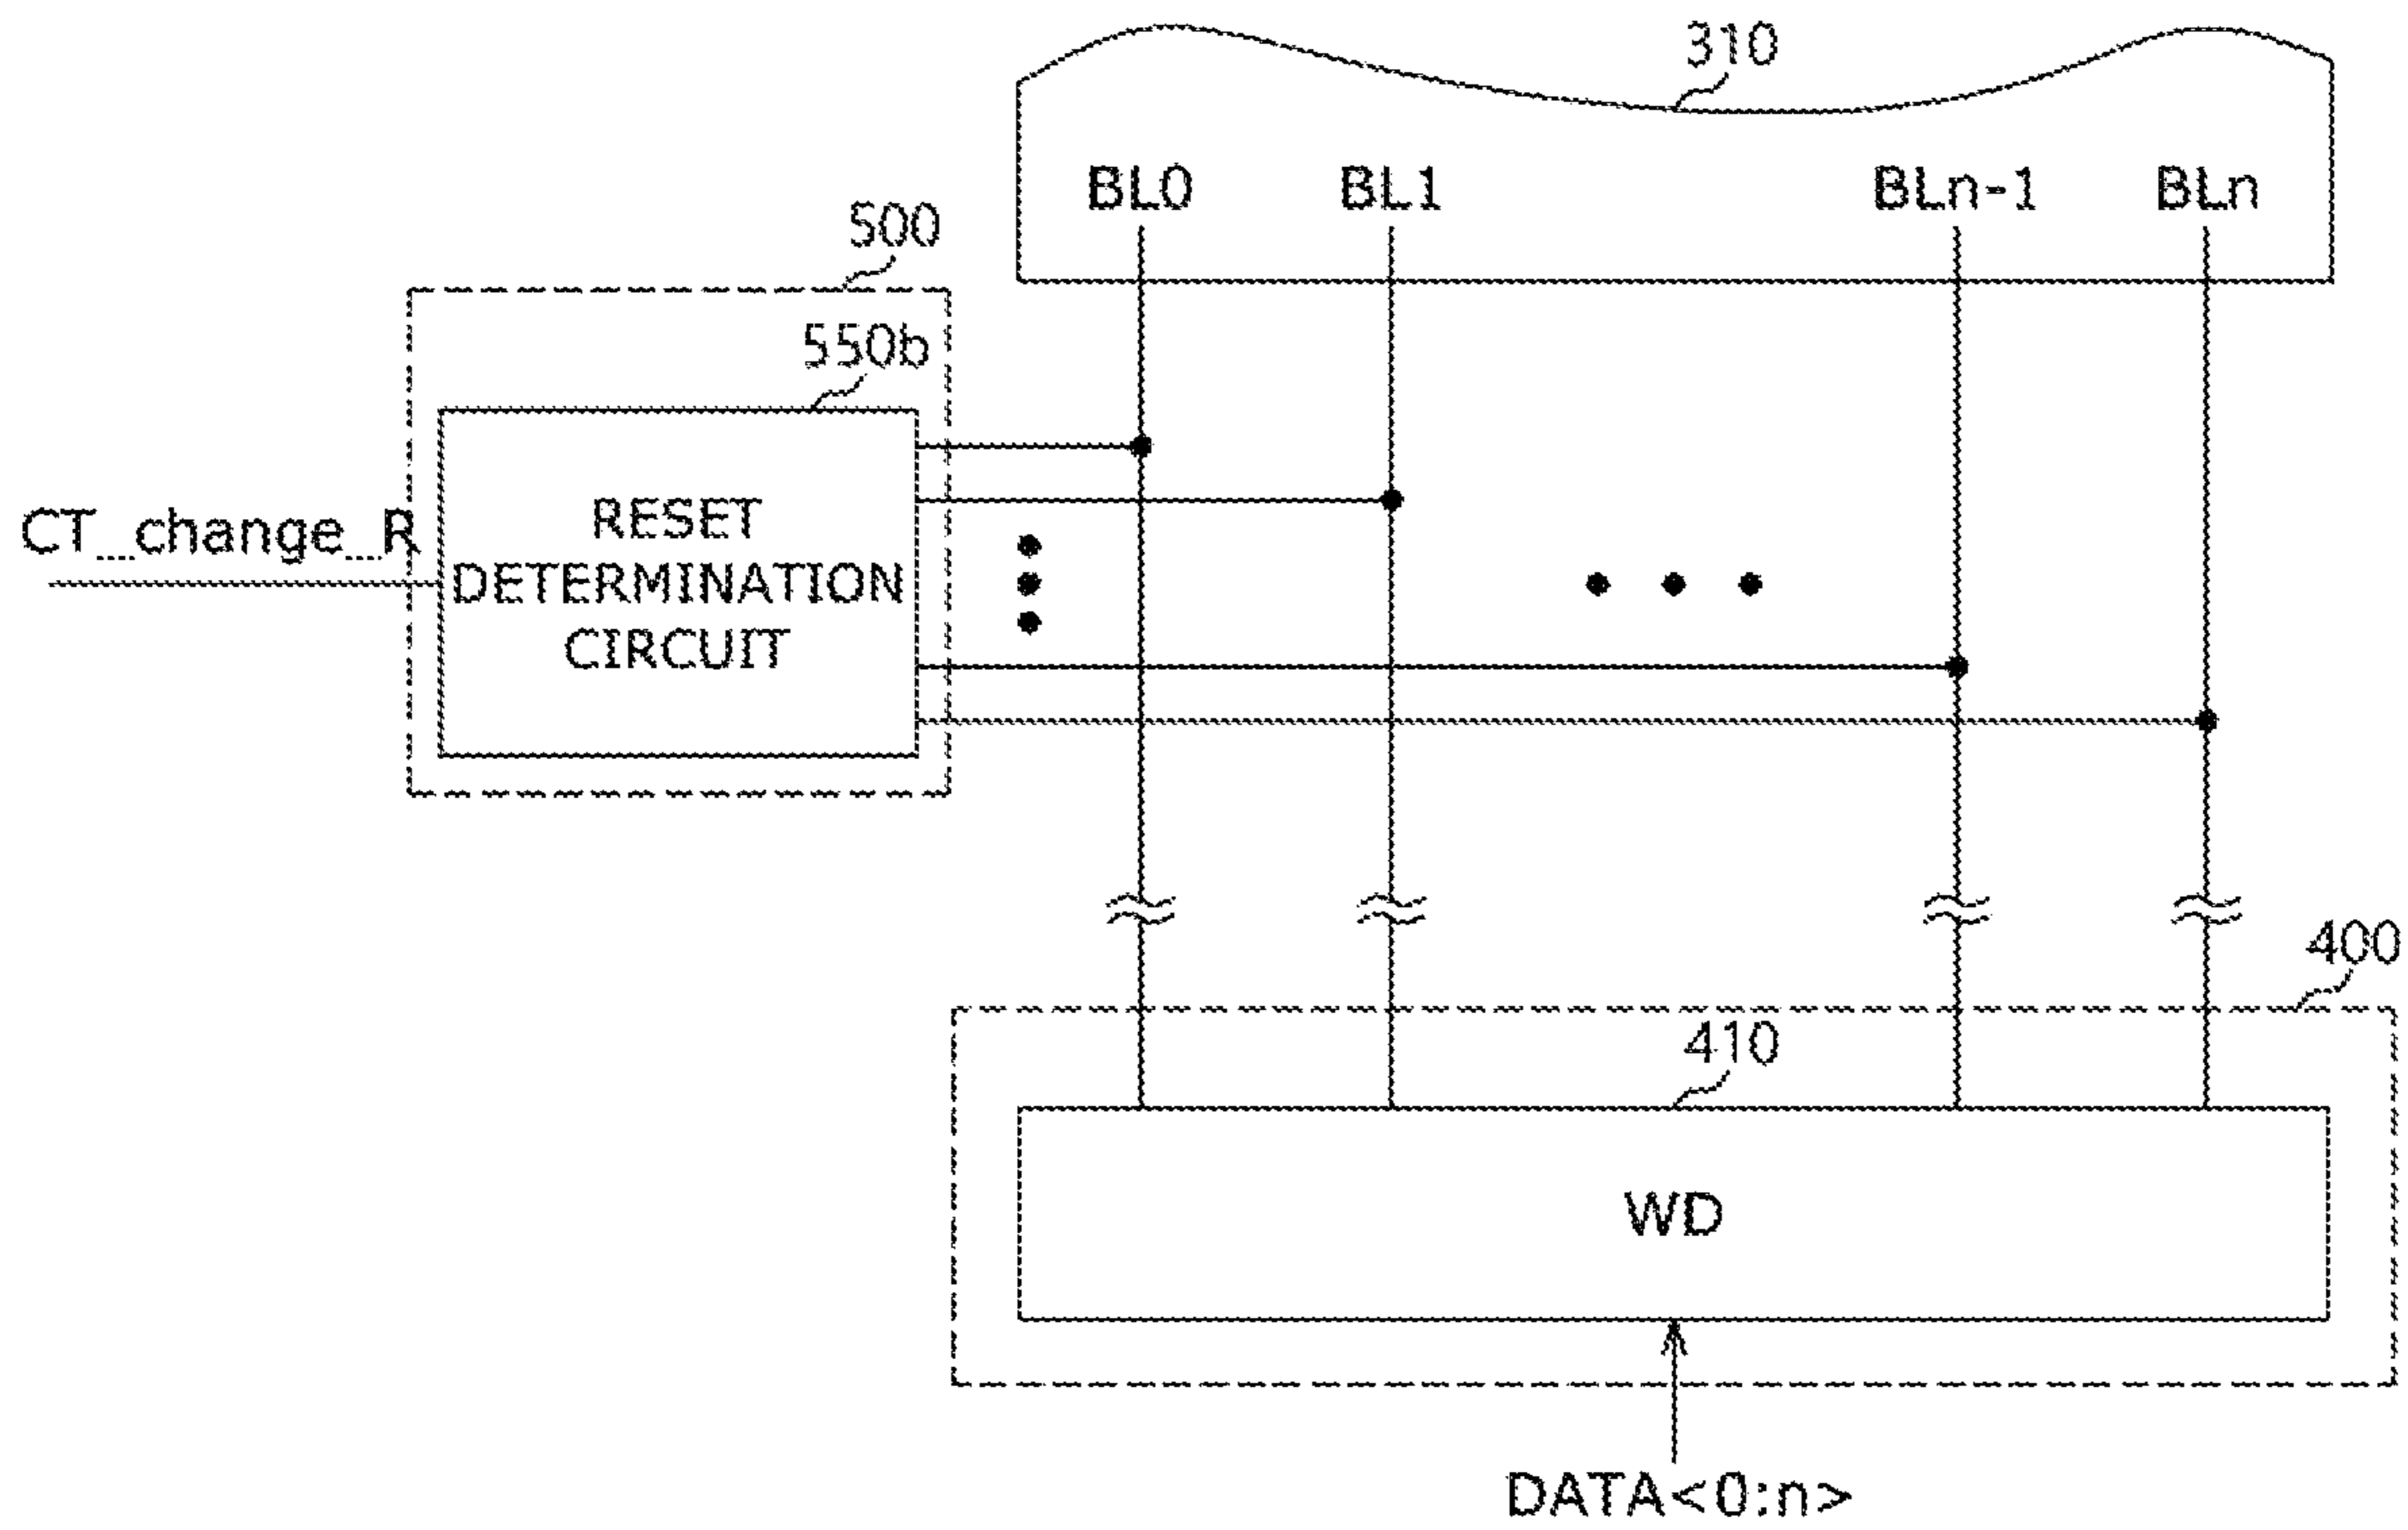 310
BL0 BL1 BLn-1 BLn
500
550b
CT_change_R
RESET
DETERMINATION
CIRCUIT
400
410
WD
DATA<0:n>